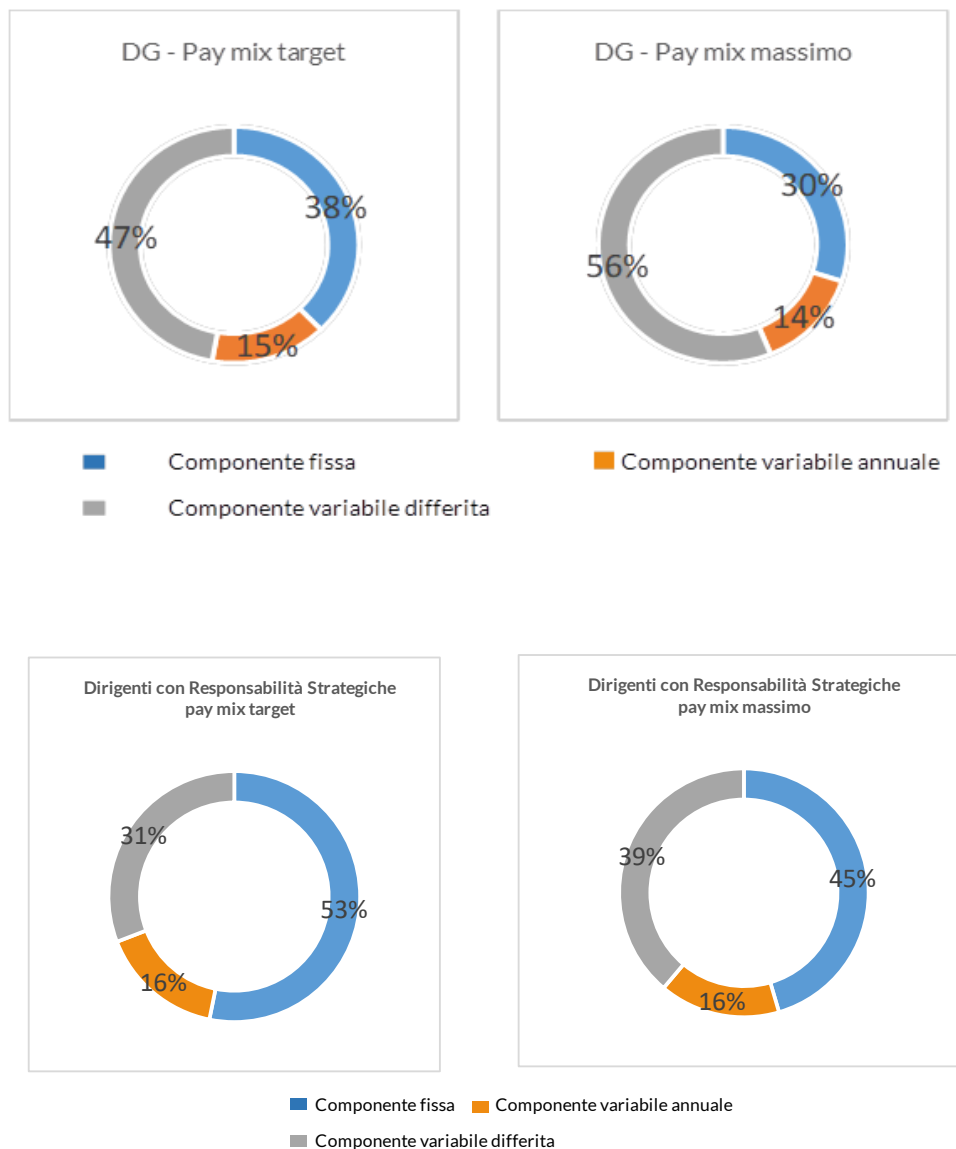 DG - Pay mix target
38%
47%
15%
DG - Pay mix massimo
30%
56%
14%
Componente fissa
Componente variabile annuale
Componente variabile differita
Dirigenti con Responsabilità Strategiche
pay mix target
31%
53%
16%
Dirigenti con Responsabilità Strategiche
pay mix massimo
39%
45%
16%
Componente fissa
Componente variabile annuale
Componente variabile differita